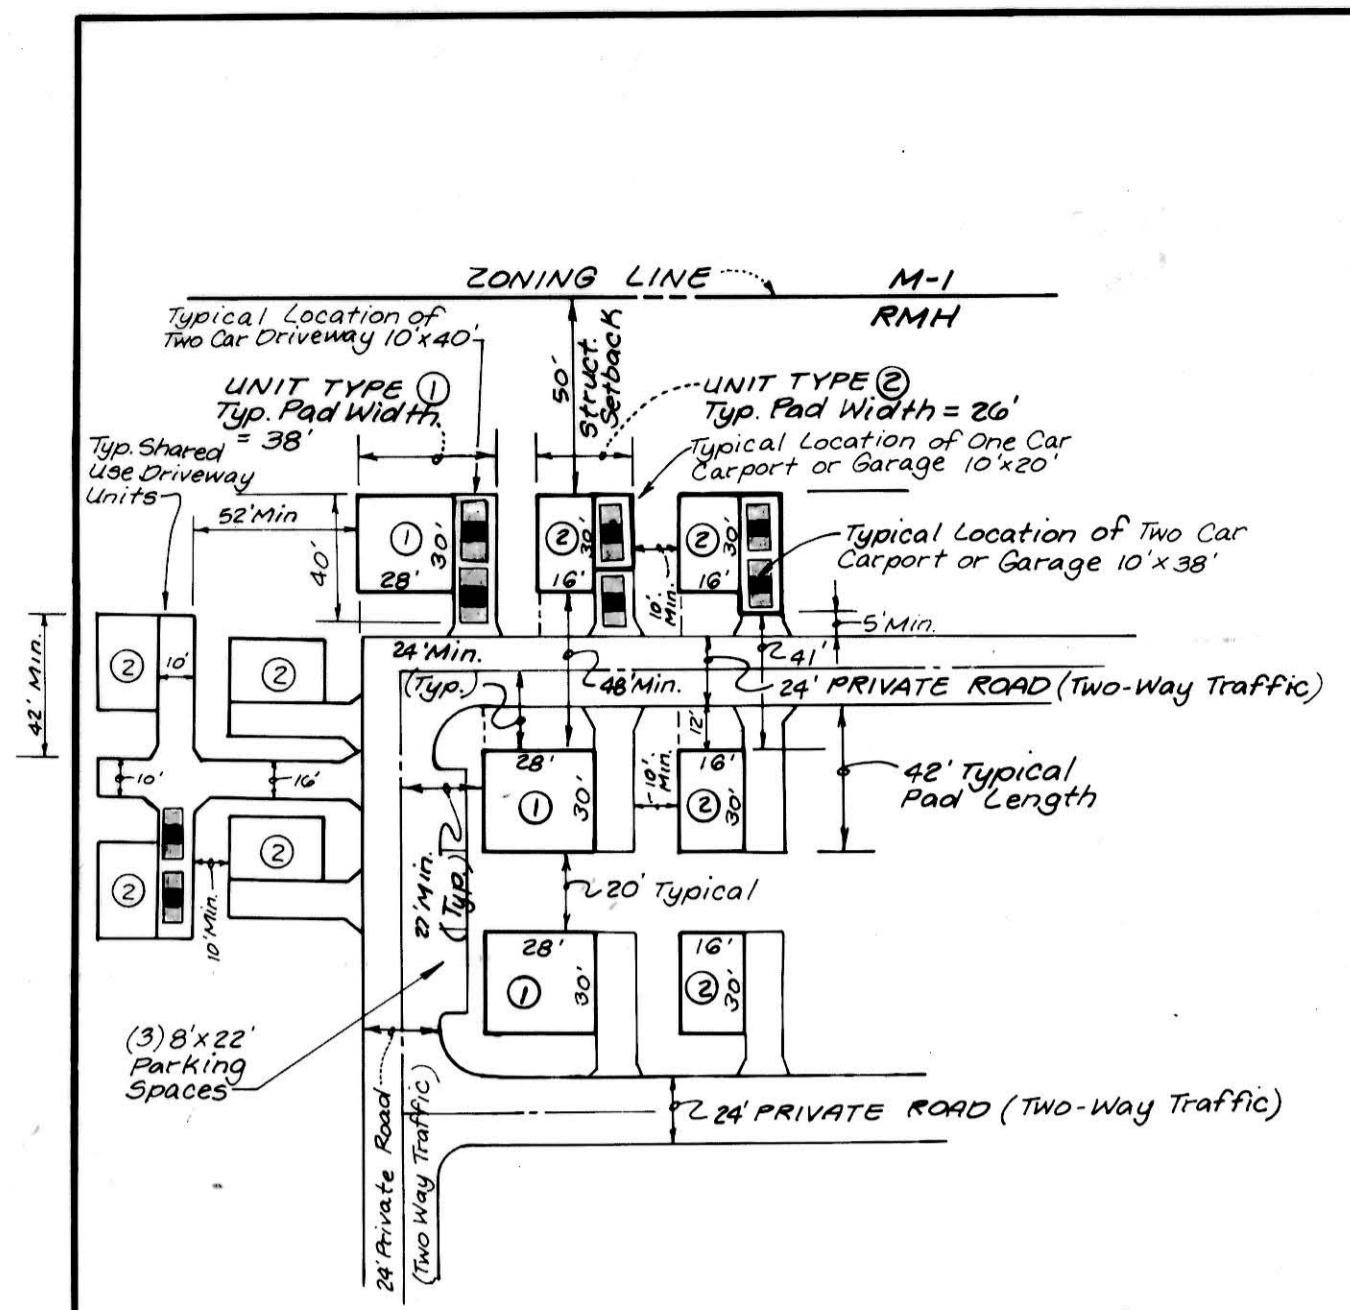 ZONING LINE
M-1
RMH
Typical Location of
Two Car Driveway 10'x40'
50'
Struct.
Setback
UNIT TYPE ①
Typ. Pad Width
= 38'
UNIT TYPE ②
Typ. Pad Width = 26'
Typ. Shared
Use Driveway
Units
Typical Location of One Car
Carport or Garage 10'x20'
52' Min
40'
①
30'
28'
②
30'
16'
10'
Min.
②
30'
16'
Typical Location of Two Car
Carport or Garage 10'x38'
5' Min.
42' Min.
②
10'
②
24' Min.
(Typ.)
48' Min.
41'
24' PRIVATE ROAD (Two-Way Traffic)
12'
10'
16'
28'
30'
①
10'
Min.
16'
30'
②
42' Typical
Pad Length
②
②
10' Min.
27' Min.
(Typ.)
20' Typical
28'
30'
①
16'
30'
②
(3) 8'x22'
Parking
Spaces
24' Private Road
(Two Way Traffic)
24' PRIVATE ROAD (Two-Way Traffic)